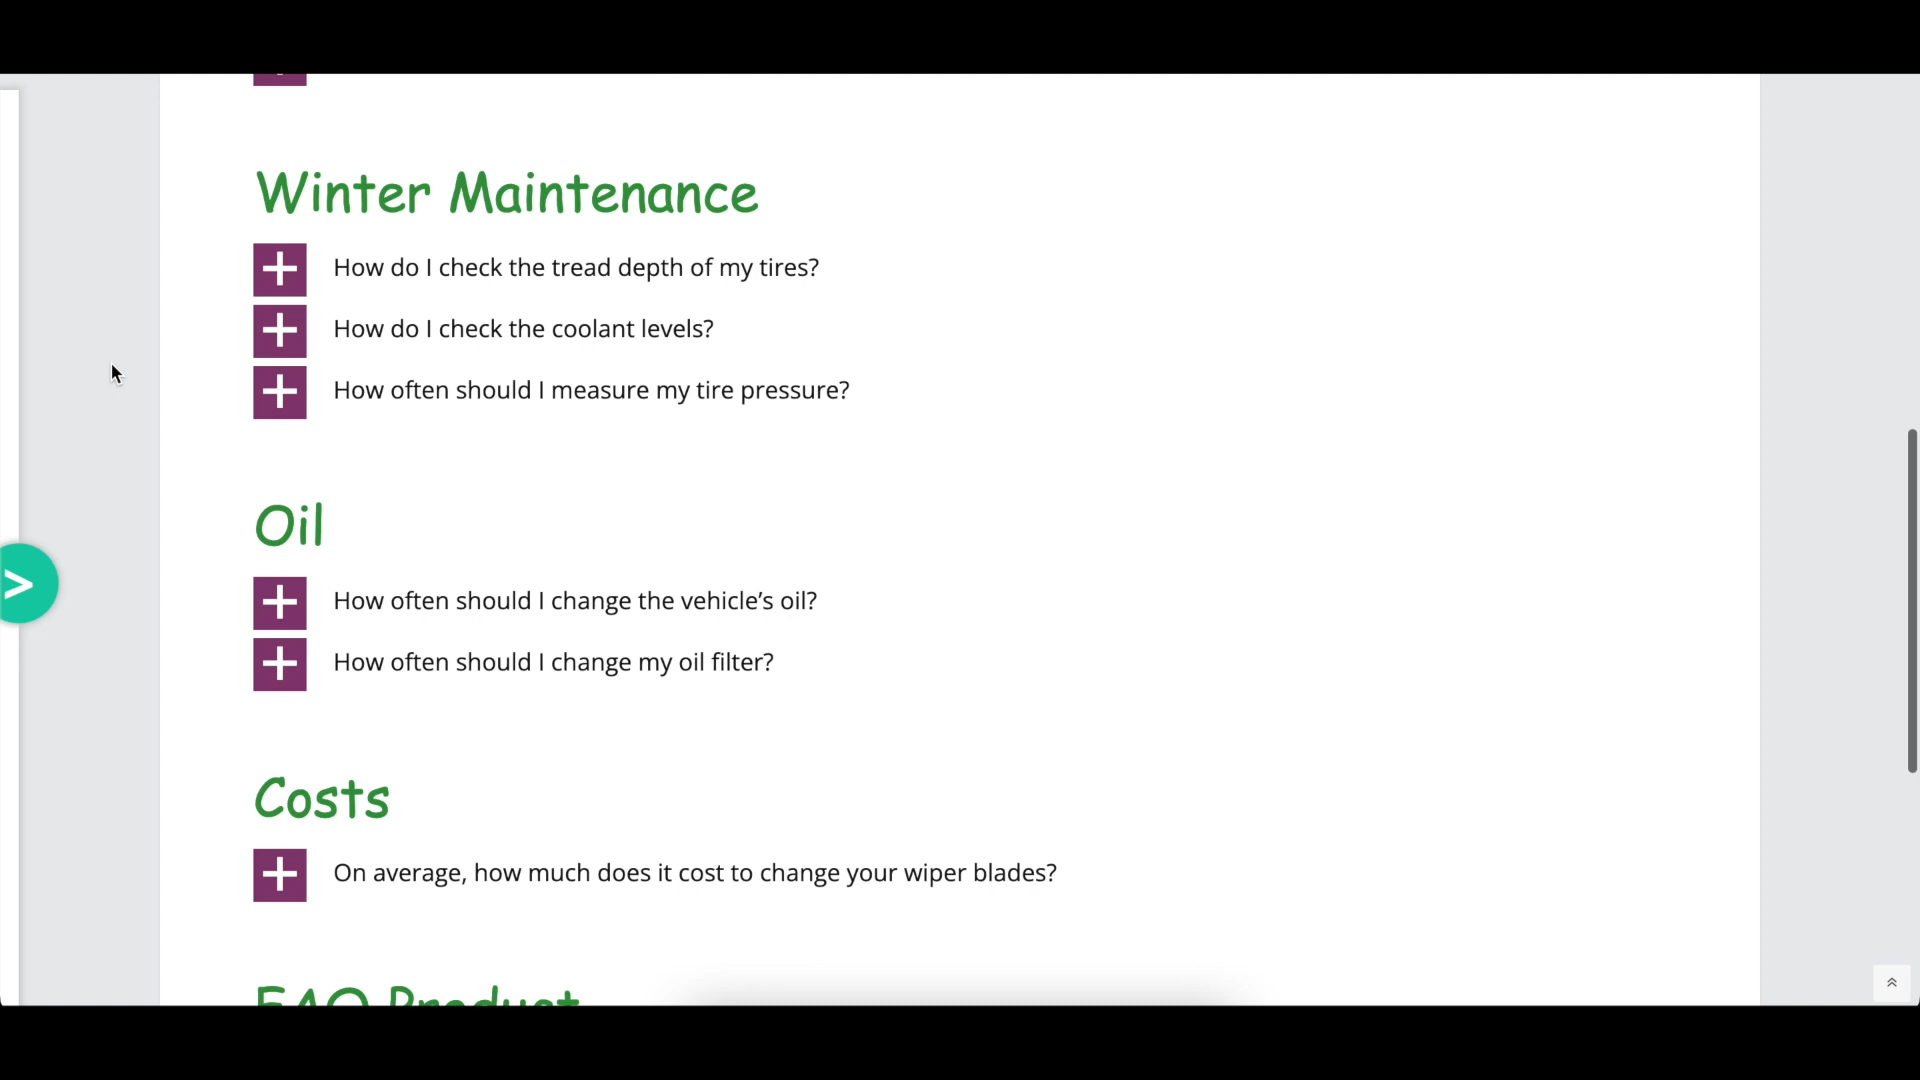 Winter Maintenance
How do I check the tread depth of my tires?
How do I check the coolant levels?
How often should I measure my tire pressure?
Oil
How often should I change the vehicle’s oil?
How often should I change my oil filter?
Costs
On average, how much does it cost to change your wiper blades?
FAQ Product